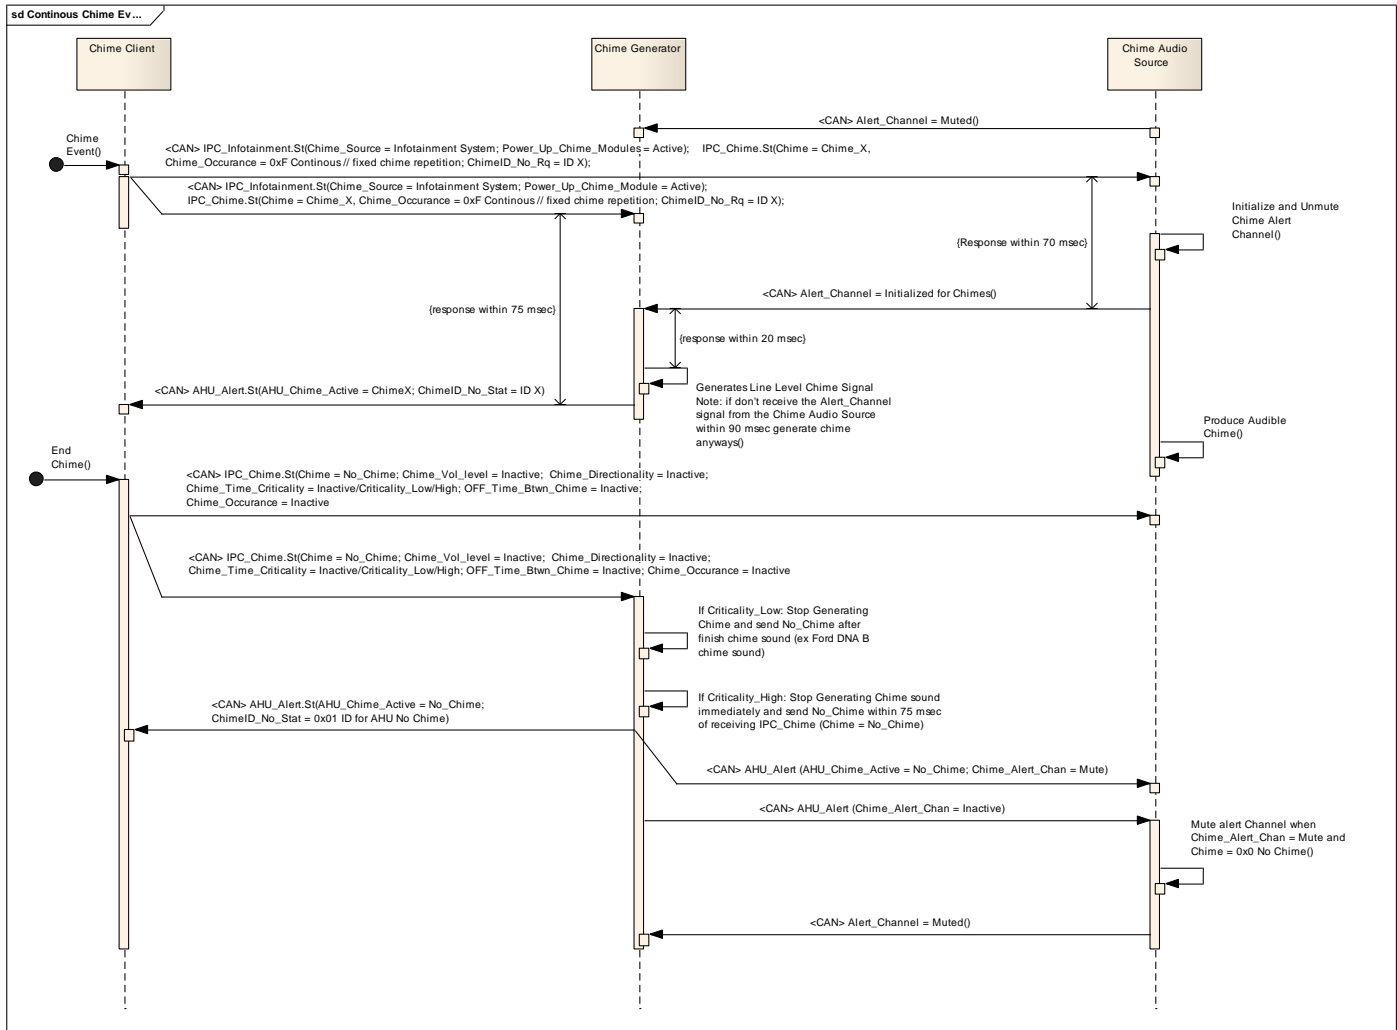 sd Continous Chime Ev...
Chime Client
Chime Generator
Chime Audio
Source
<CAN> Alert_Channel = Muted()
Chime
Event()
<CAN> IPC_Infotainment.St(Chime_Source = Infotainment System; Power_Up_Chime_Modules = Active);    IPC_Chime.St(Chime = Chime_X,
Chime_Occurance = 0xF Continous // fixed chime repetition; ChimeID_No_Rq = ID X);
<CAN> IPC_Infotainment.St(Chime_Source = Infotainment System; Power_Up_Chime_Module = Active);
IPC_Chime.St(Chime = Chime_X, Chime_Occurance = 0xF Continous // fixed chime repetition; ChimeID_No_Rq = ID X);
Initialize and Unmute
Chime Alert
Channel()
{Response within 70 msec}
<CAN> Alert_Channel = Initialized for Chimes()
{response within 75 msec}
{response within 20 msec}
<CAN> AHU_Alert.St(AHU_Chime_Active = ChimeX; ChimeID_No_Stat = ID X)
Generates Line Level Chime Signal
Note: if don't receive the Alert_Channel
signal from the Chime Audio Source
within 90 msec generate chime
anyways()
Produce Audible
Chime()
End
Chime()
<CAN> IPC_Chime.St(Chime = No_Chime; Chime_Vol_level = Inactive;  Chime_Directionality = Inactive;
Chime_Time_Criticality = Inactive/Criticality_Low/High; OFF_Time_Btwn_Chime = Inactive;
Chime_Occurance = Inactive
<CAN> IPC_Chime.St(Chime = No_Chime; Chime_Vol_level = Inactive;  Chime_Directionality = Inactive;
Chime_Time_Criticality = Inactive/Criticality_Low/High; OFF_Time_Btwn_Chime = Inactive; Chime_Occurance = Inactive
If Criticality_Low: Stop Generating
Chime and send No_Chime after
finish chime sound (ex Ford DNA B
chime sound)
If Criticality_High: Stop Generating Chime sound
immediately and send No_Chime within 75 msec
of receiving IPC_Chime (Chime = No_Chime)
<CAN> AHU_Alert.St(AHU_Chime_Active = No_Chime;
ChimeID_No_Stat = 0x01 ID for AHU No Chime)
<CAN> AHU_Alert (AHU_Chime_Active = No_Chime; Chime_Alert_Chan = Mute)
<CAN> AHU_Alert (Chime_Alert_Chan = Inactive)
Mute alert Channel when
Chime_Alert_Chan = Mute and
Chime = 0x0 No Chime()
<CAN> Alert_Channel = Muted()